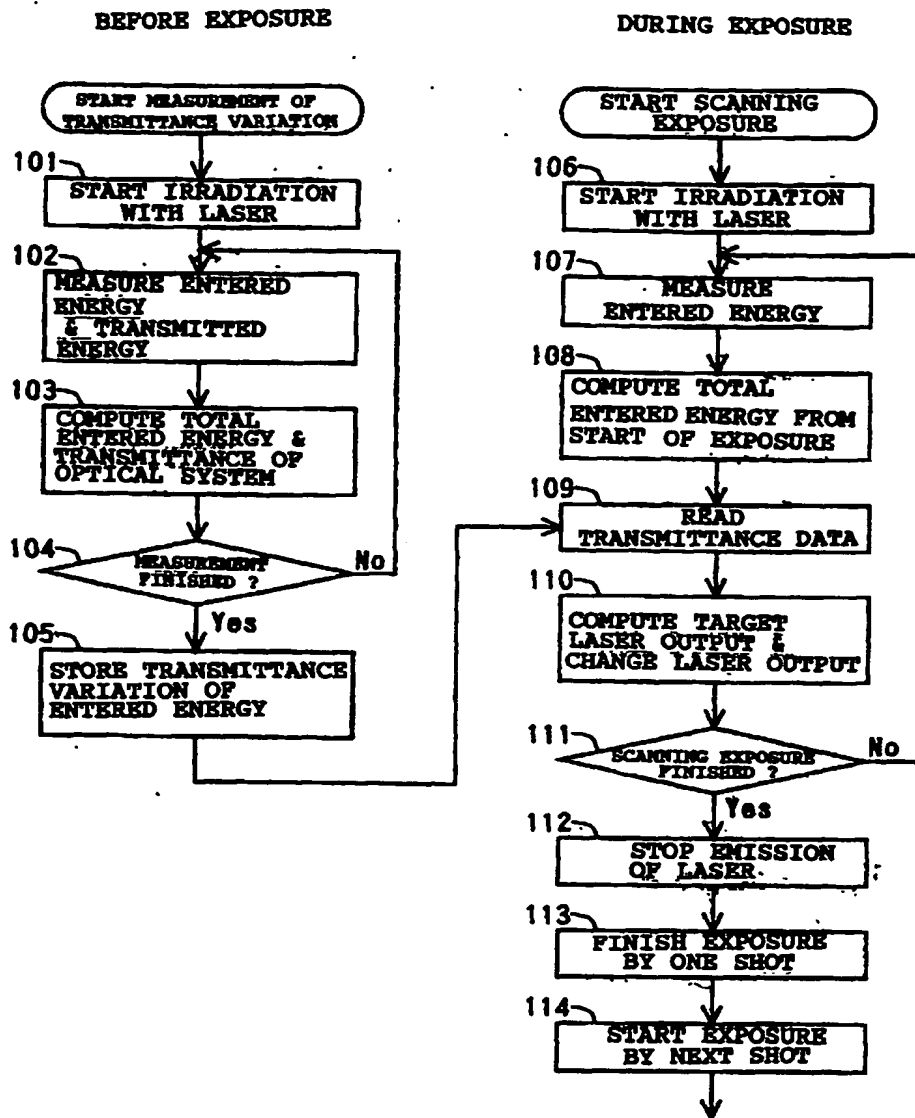 BEFORE EXPOSURE
START MEASUREMENT OF
TRANSMITTANCE VARIATION
101
START IRRADIATION
WITH LASER
102
MEASURE ENTERED
ENERGY
& TRANSMITTED
ENERGY
103
COMPUTE TOTAL
ENTERED ENERGY &
TRANSMITTANCE OF
OPTICAL SYSTEM
104
MEASUREMENT
FINISHED ?
No
Yes
105
STORE TRANSMITTANCE
VARIATION OF
ENTERED ENERGY
DURING EXPOSURE
START SCANNING
EXPOSURE
106
START IRRADIATION
WITH LASER
107
MEASURE
ENTERED ENERGY
108
COMPUTE TOTAL
ENTERED ENERGY FROM
START OF EXPOSURE
109
READ
TRANSMITTANCE DATA
110
COMPUTE TARGET
LASER OUTPUT &
CHANGE LASER OUTPUT
111
SCANNING EXPOSURE
FINISHED ?
No
Yes
112
STOP EMISSION
OF LASER
113
FINISH EXPOSURE
BY ONE SHOT
114
START EXPOSURE
BY NEXT SHOT